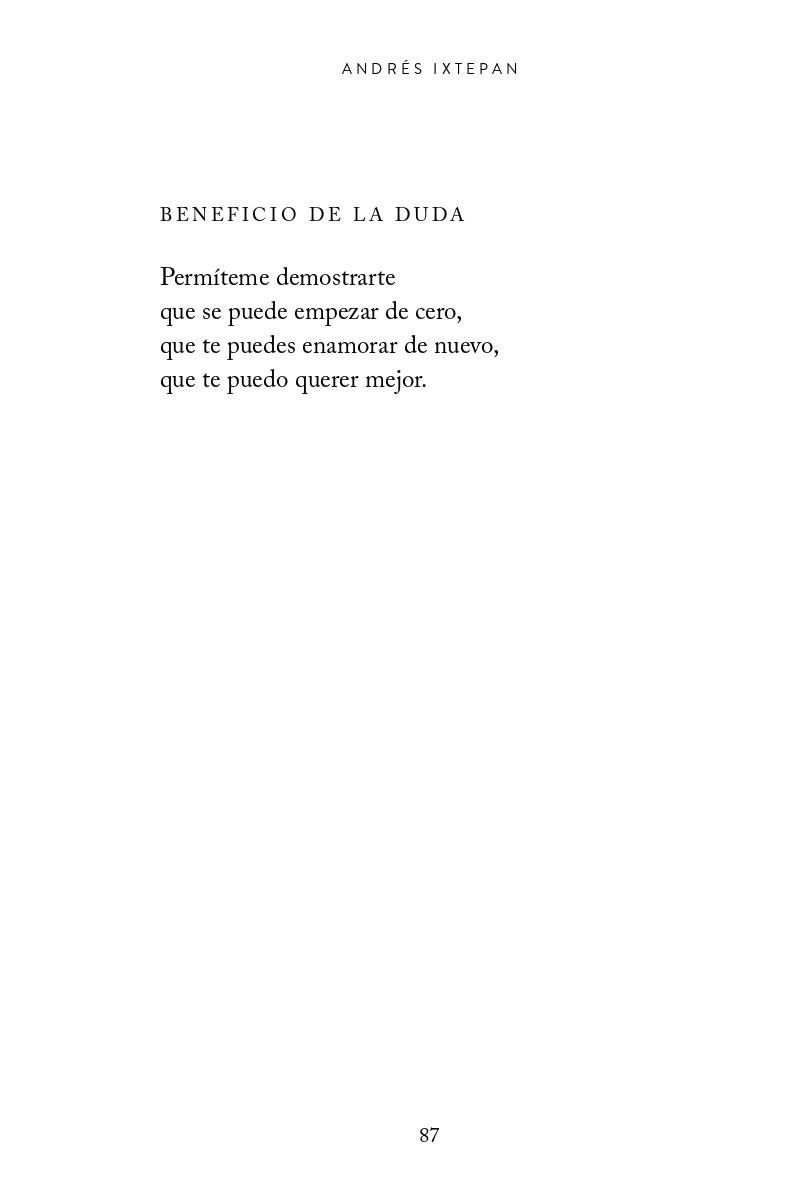 ANDRÉS IXTEPAN
BENEFICIO DE LA DUDA
Permíteme demostrarte
que se puede empezar de cero,
que te puedes enamorar de nuevo,
que te puedo querer mejor.
87